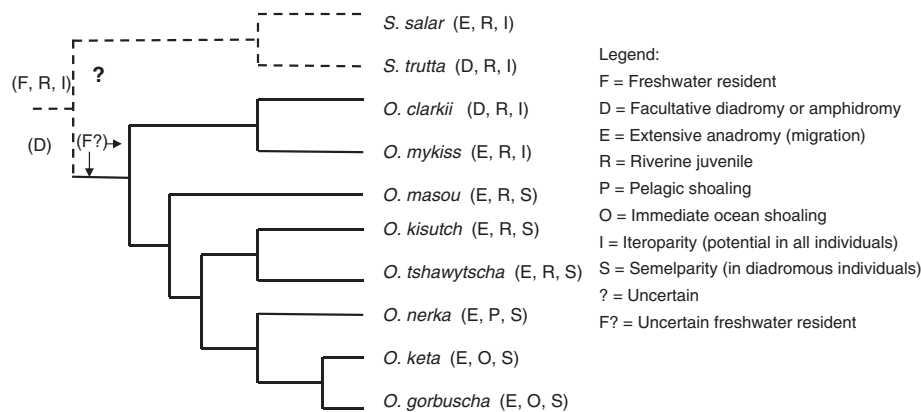 S. salar (E, R, I)
S. trutta (D, R, I)
(F, R, I)
?
O. clarkii (D, R, I)
(D)
(F?)
O. mykiss (E, R, I)
O. masou (E, R, S)
O. kisutch (E, R, S)
O. tshawytscha (E, R, S)
O. nerka (E, P, S)
O. keta (E, O, S)
O. gorbuscha (E, O, S)
Legend:
F = Freshwater resident
D = Facultative diadromy or amphidromy
E = Extensive anadromy (migration)
R = Riverine juvenile
P = Pelagic shoaling
O = Immediate ocean shoaling
I = Iteroparity (potential in all individuals)
S = Semelparity (in diadromous individuals)
? = Uncertain
F? = Uncertain freshwater resident